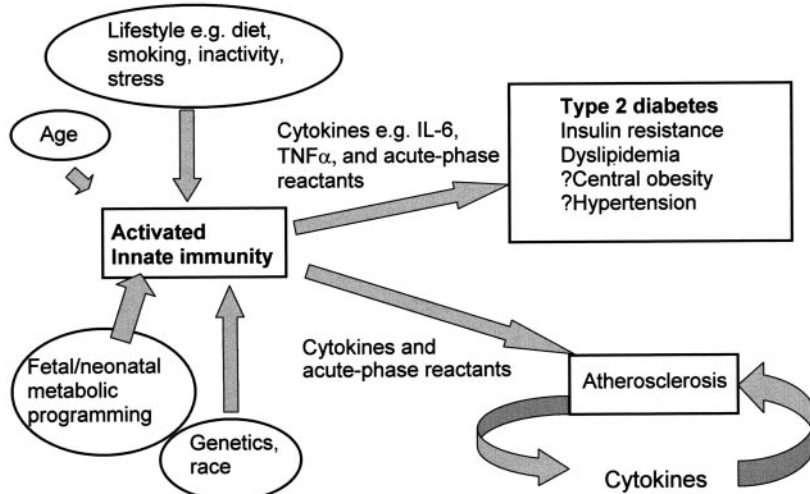 Lifestyle e.g. diet,
smoking, inactivity,
stress
Age
Cytokines e.g. IL-6,
TNFα, and acute-phase
reactants
Type 2 diabetes
Insulin resistance
Dyslipidemia
?Central obesity
?Hypertension
Activated
Innate immunity
Fetal/neonatal
metabolic
programming
Genetics,
race
Cytokines and
acute-phase reactants
Atherosclerosis
Cytokines